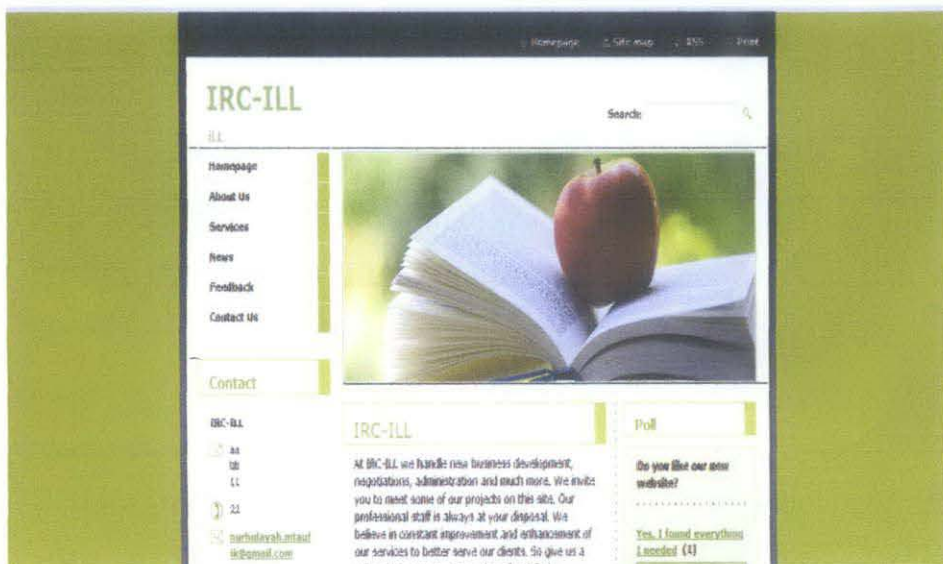 Homepage Site map RSS Print
IRC-ILL
Search:
ILL
Homepage
About Us
Services
News
Feedback
Contact Us
Contact
IRC-ILL
aa
bb
21
IRC-ILL
At IRC-ILL we handle new business development,
negotiations, administration and much more. We invite
you to meet some of our projects on this site. Our
professional staff is always at your disposal. We
believe in constant improvement and enhancement of
our services to better serve our clients. So give us a
Poll
Do you like our new
website?
Yes, I found everything
I needed (1)